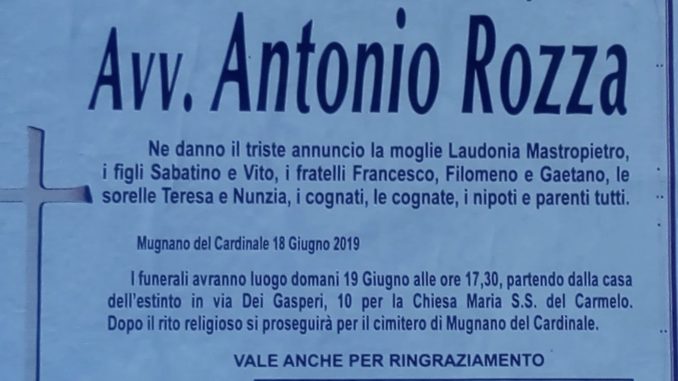 Avv. Antonio Rozza
Ne danno il triste annuncio la moglie Laudonia Mastropietro,
i figli Sabatino e Vito, i fratelli Francesco, Filomeno e Gaetano, le
sorelle Teresa e Nunzia, i cognati, le cognate, i nipoti e parenti tutti.
Mugnano del Cardinale 18 Giugno 2019
I funerali avranno luogo domani 19 Giugno alle ore 17,30, partendo dalla casa
dell'estinto in via Dei Gasperi, 10 per la Chiesa Maria S.S. del Carmelo.
Dopo il rito religioso si proseguirà per il cimitero di Mugnano del Cardinale.
VALE ANCHE PER RINGRAZIAMENTO